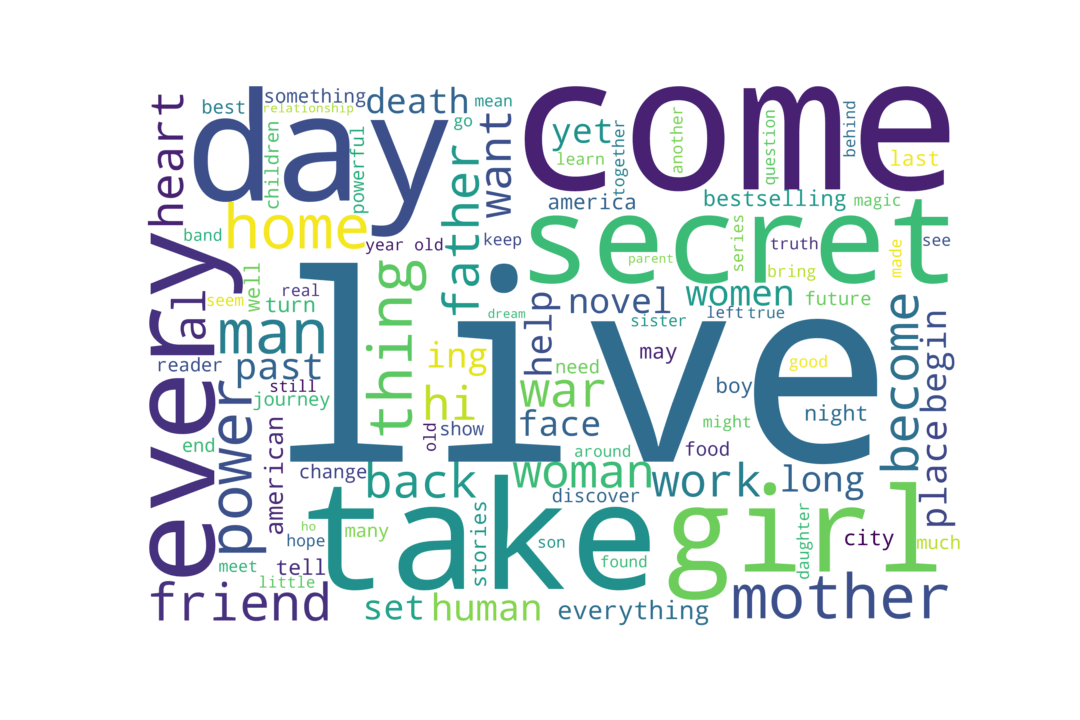 live
come
day
take
secret
every
girl
home
man
thing
friend
mother
father
power
heart
want
death
something
relationship
best
mean
go
children
powerful
band
year old
keep
yet
learn
together
another
question
behind
last
america
bestselling
magic
series
truth
see
made
bring
parent
well
real
seem
turn
al
past
reader
still
journey
ing
hi
old
show
dream
help
novel
women
future
sister
left
true
may
need
war
face
boy
might
good
night
become
begin
place
end
american
change
back
around
food
woman
work
long
discover
stories
son
found
daughter
city
much
ho
hope
many
meet
tell
little
set
human
everything